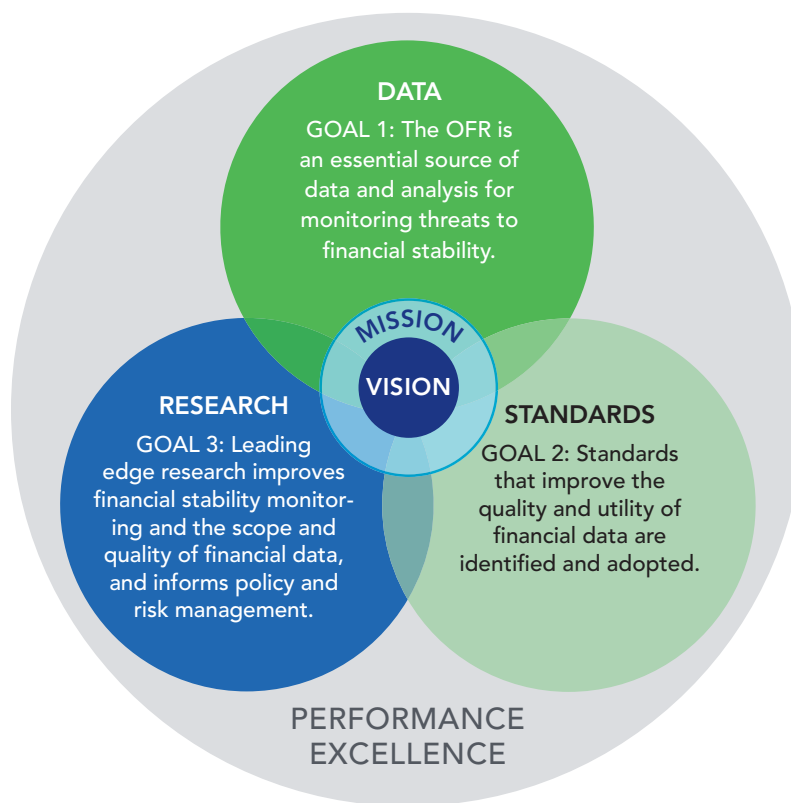 DATA
GOAL 1: The OFR is
an essential source of
data and analysis for
monitoring threats to
financial stability.
MISSION
VISION
RESEARCH
GOAL 3: Leading
edge research improves
financial stability monitor-
ing and the scope and
quality of financial data,
and informs policy and
risk management.
STANDARDS
GOAL 2: Standards
that improve the
quality and utility of
financial data are
identified and adopted.
PERFORMANCE
EXCELLENCE